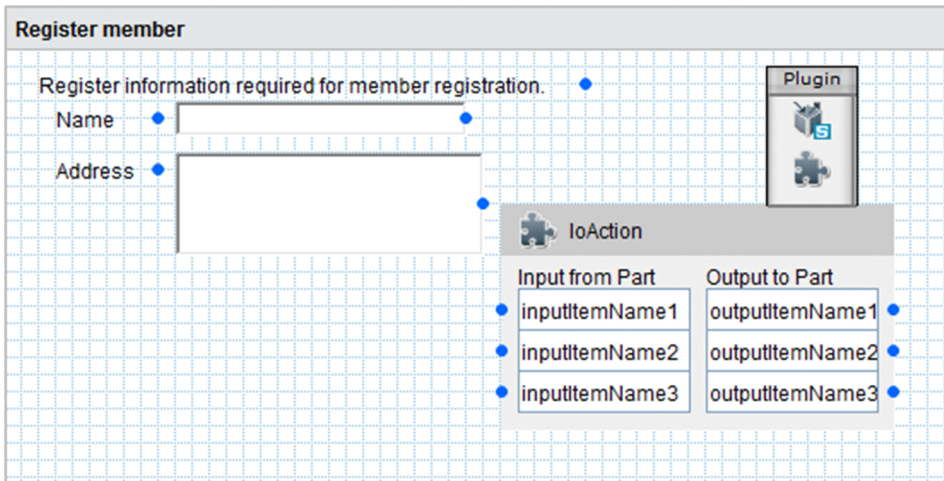 Register member
Register information required for member registration.
Plugin
Name
S
Address
IoAction
Input from Part Output to Part
inputItemName1 outputItemName1
inputItemName2 outputItemName2
inputItemName3 outputItemName3